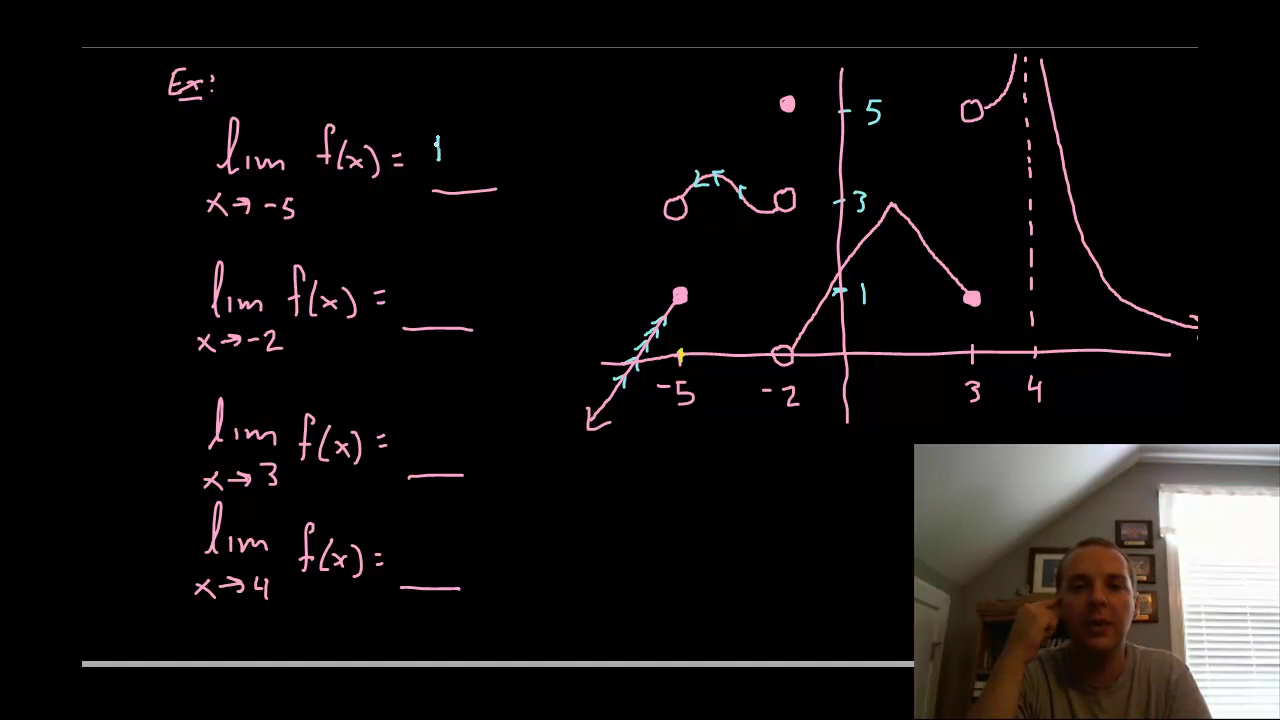 Ex:
lim f(x) = 1
x→-5
lim f(x) =
x→-2
lim f(x) =
x→3
lim f(x) =
x→4
5
3
1
-5 -2 3 4